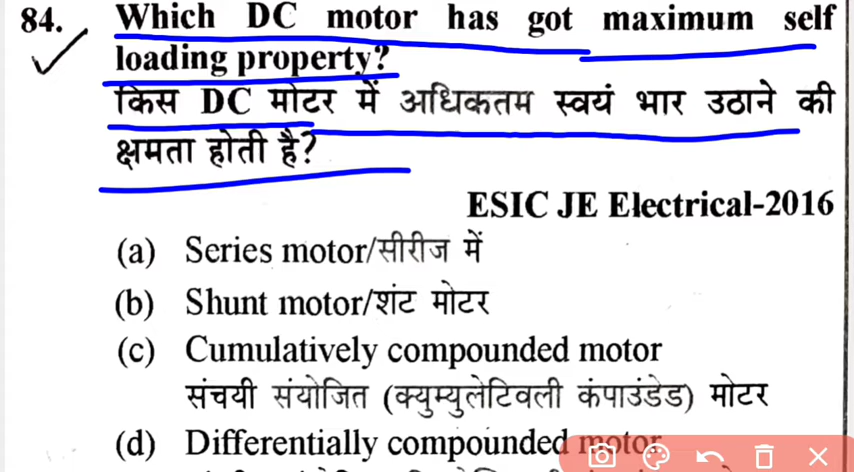 84. Which DC motor has got maximum self
loading property?
किस DC मोटर में अधिकतम स्वयं भार उठाने की
क्षमता होती है?
ESIC JE Electrical-2016
(a) Series motor/सीरीज में
(b) Shunt motor/शंट मोटर
(c) Cumulatively compounded motor
संचयी संयोजित (क्युम्युलेटिवली कंपाउंडेड) मोटर
(d) Differentially compounded motor